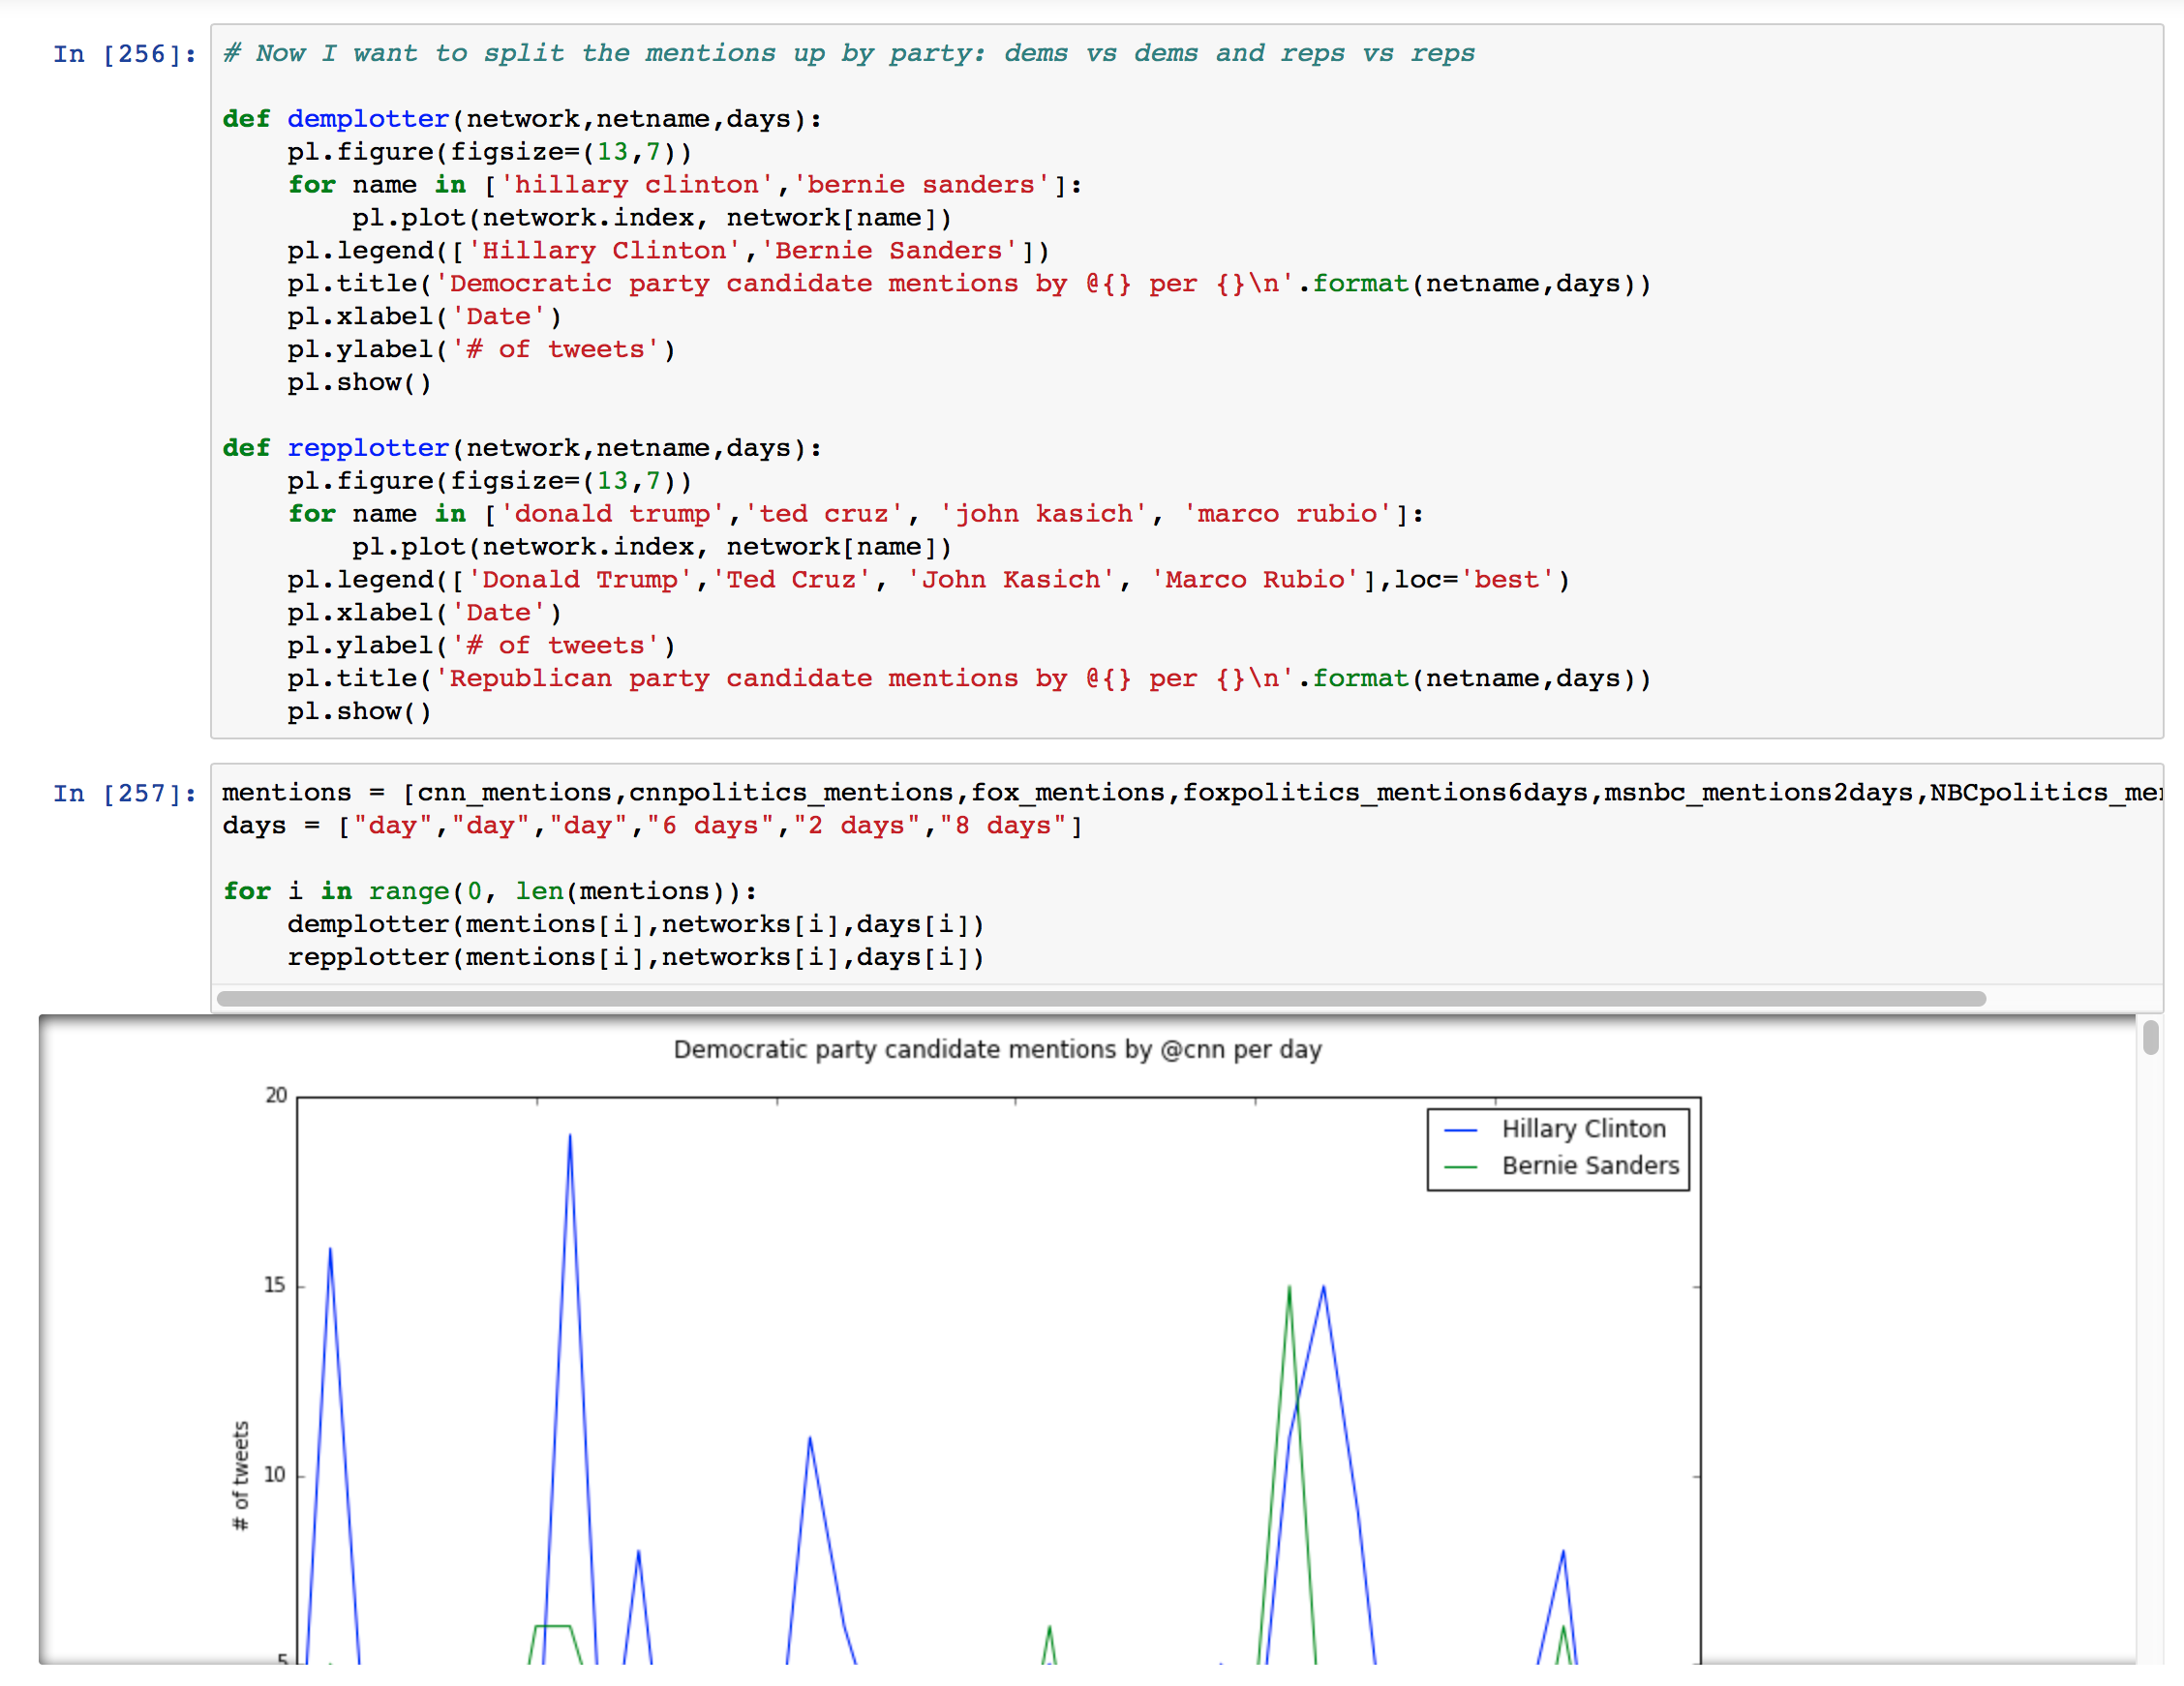 In [256]:
# Now I want to split the mentions up by party: dems vs dems and reps vs reps
def demplotter(network,netname,days):
    pl.figure(figsize=(13,7))
    for name in ['hillary clinton','bernie sanders']:
        pl.plot(network.index, network[name])
    pl.legend(['Hillary Clinton','Bernie Sanders'])
    pl.title('Democratic party candidate mentions by @{} per {}\n'.format(netname,days))
    pl.xlabel('Date')
    pl.ylabel('# of tweets')
    pl.show()
def repplotter(network,netname,days):
    pl.figure(figsize=(13,7))
    for name in ['donald trump','ted cruz', 'john kasich', 'marco rubio']:
        pl.plot(network.index, network[name])
    pl.legend(['Donald Trump','Ted Cruz', 'John Kasich', 'Marco Rubio'],loc='best')
    pl.xlabel('Date')
    pl.ylabel('# of tweets')
    pl.title('Republican party candidate mentions by @{} per {}\n'.format(netname,days))
    pl.show()
In [257]:
mentions = [cnn_mentions,cnnpolitics_mentions,fox_mentions,foxpolitics_mentions6days,msnbc_mentions2days,
days = ["day","day","day","6 days","2 days","8 days"]
for i in range(0, len(mentions)):
    demplotter(mentions[i],networks[i],days[i])
    repplotter(mentions[i],networks[i],days[i])
Democratic party candidate mentions by @cnn per day
20
Hillary Clinton
Bernie Sanders
15
10
# of tweets
5